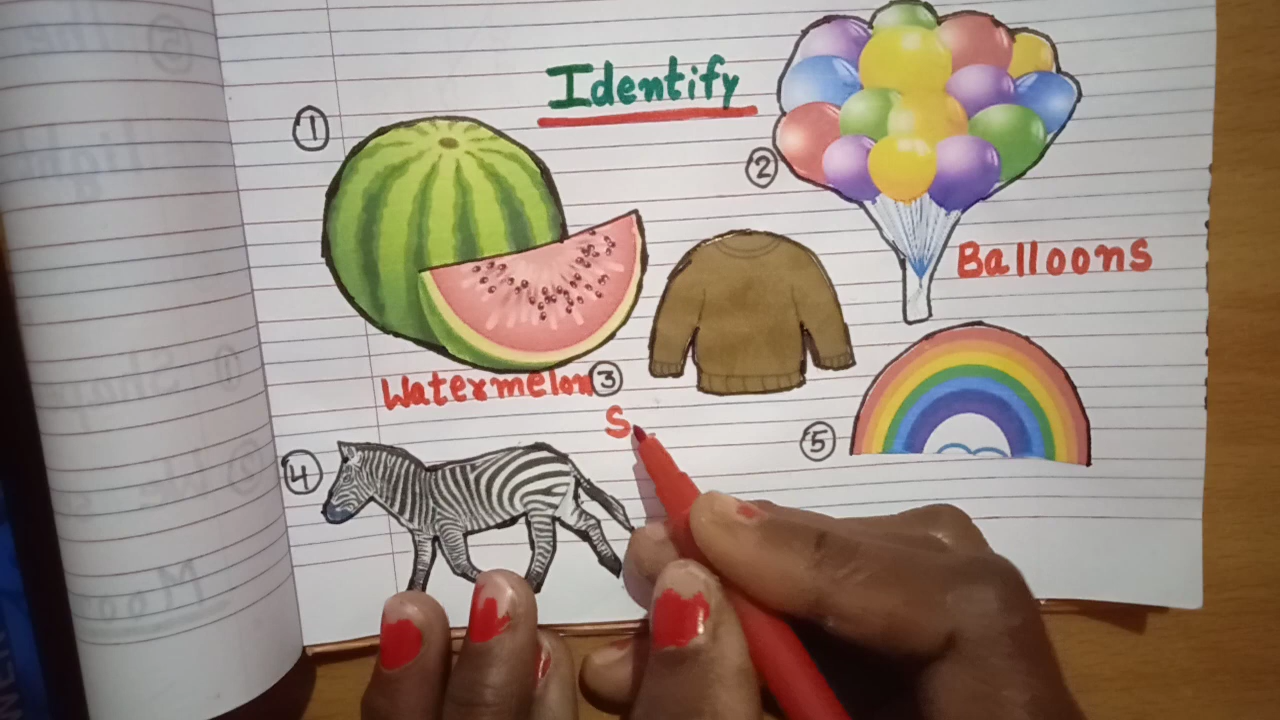 Identify
①
②
Balloons
Watermelon
③
S
④
⑤